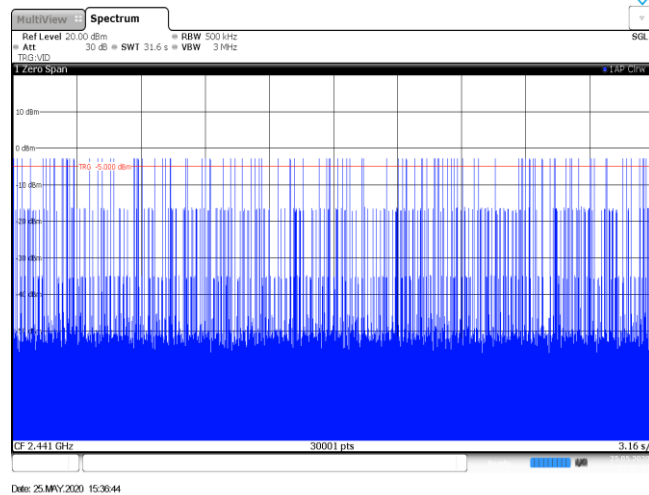 MultiView Spectrum
Ref Level 20.00 dBm RBW 500 kHz SGL
Att 30 dB SWT 31.6 s VBW 3 MHz
TRG:VID
1 Zero Span 1AP Clrw
10 dBm
0 dBm
TRG -5.000 dBm
-10 dBm
-20 dBm
-30 dBm
-40 dBm
CF 2.441 GHz 30001 pts 3.16 s/
Date: 25.MAY.2020 15:36:44